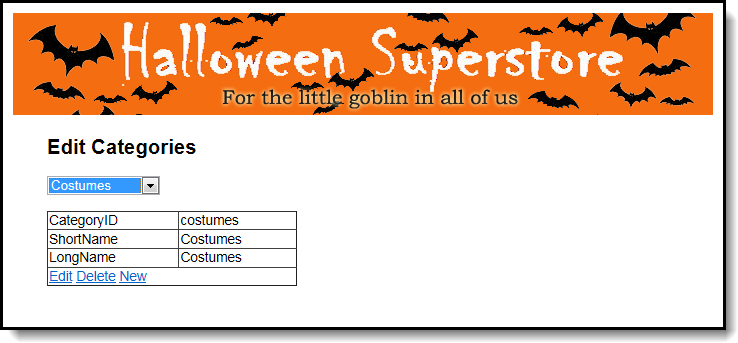 Halloween Superstore
For the little goblin in all of us
Edit Categories
Costumes
CategoryID costumes
ShortName Costumes
LongName Costumes
Edit Delete New